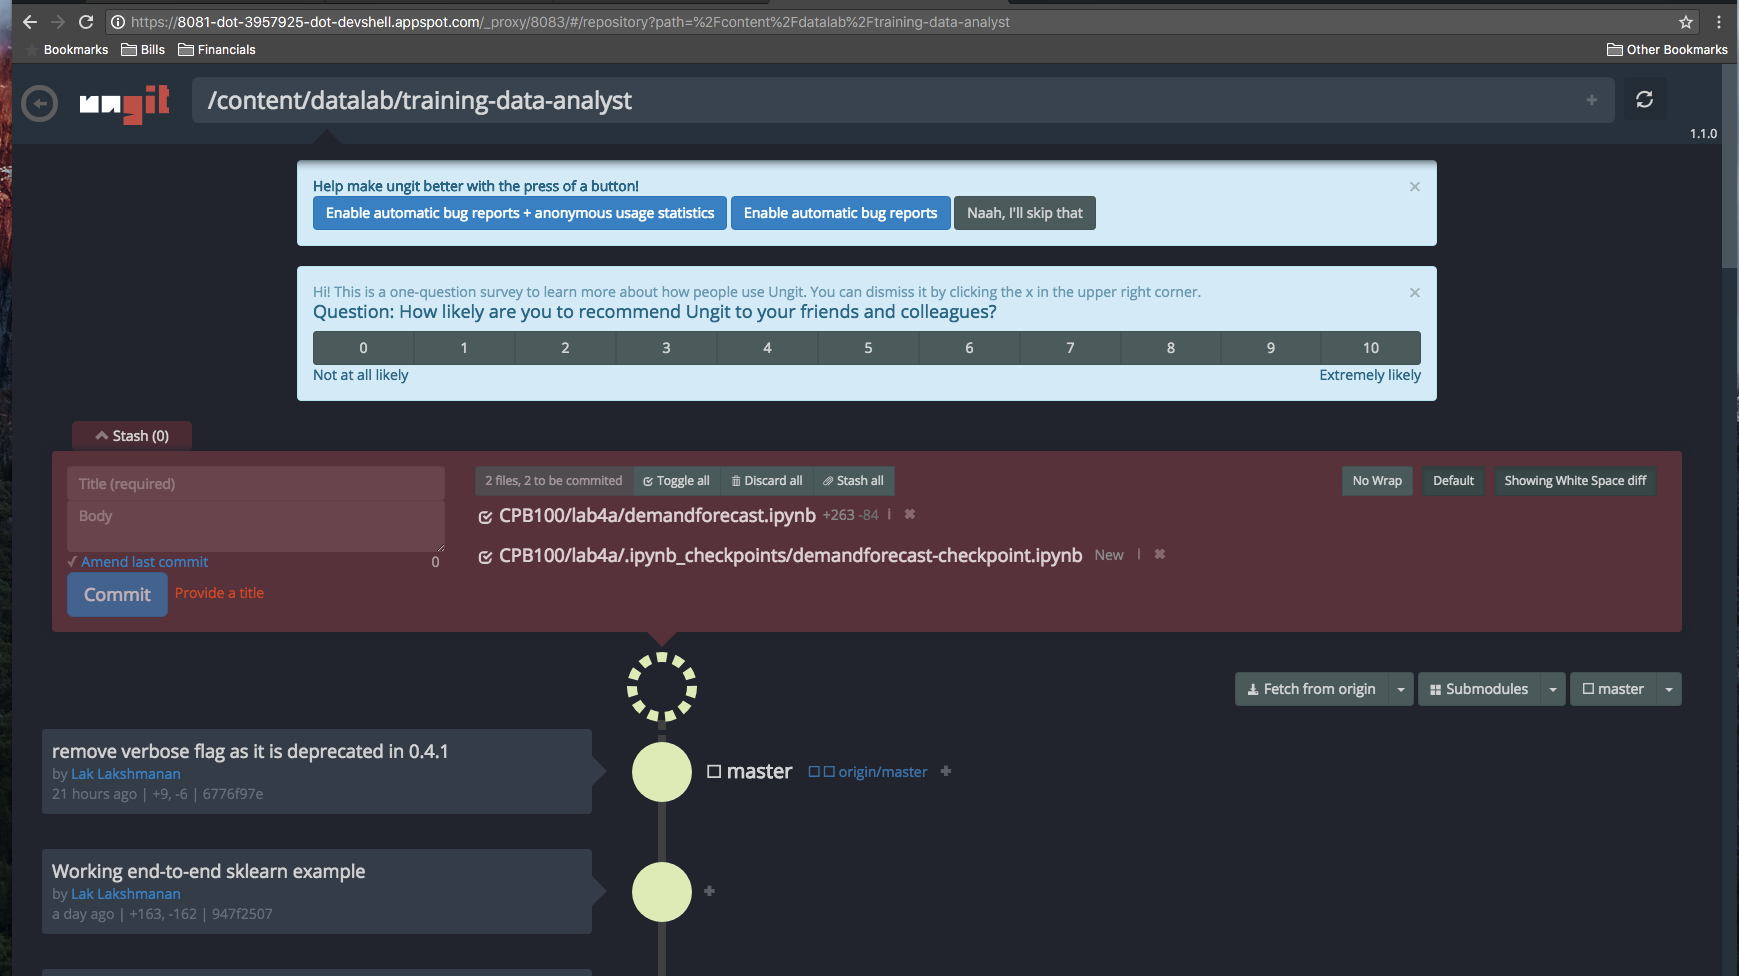 https://8081-dot-3957925-dot-devshell.appspot.com/_proxy/8083/#/repository?path=%2Fcontent%2Fdatalab%2Ftraining-data-analyst
Bookmarks Bills Financials Other Bookmarks
ungit /content/datalab/training-data-analyst
1.1.0
Help make ungit better with the press of a button!
Enable automatic bug reports + anonymous usage statistics Enable automatic bug reports Naah, I'll skip that
Hi! This is a one-question survey to learn more about how people use Ungit. You can dismiss it by clicking the x in the upper right corner.
Question: How likely are you to recommend Ungit to your friends and colleagues?
0 1 2 3 4 5 6 7 8 9 10
Not at all likely Extremely likely
Stash (0)
Title (required) 2 files, 2 to be commited Toggle all Discard all Stash all No Wrap Default Showing White Space diff
Body CPB100/lab4a/demandforecast.ipynb +263 -84 |
CPB100/lab4a/.ipynb_checkpoints/demandforecast-checkpoint.ipynb New |
Amend last commit 0
Commit Provide a title
Fetch from origin Submodules master
remove verbose flag as it is deprecated in 0.4.1
by Lak Lakshmanan
21 hours ago | +9, -6 | 6776f97e
master origin/master
Working end-to-end sklearn example
by Lak Lakshmanan
a day ago | +163, -162 | 947f2507